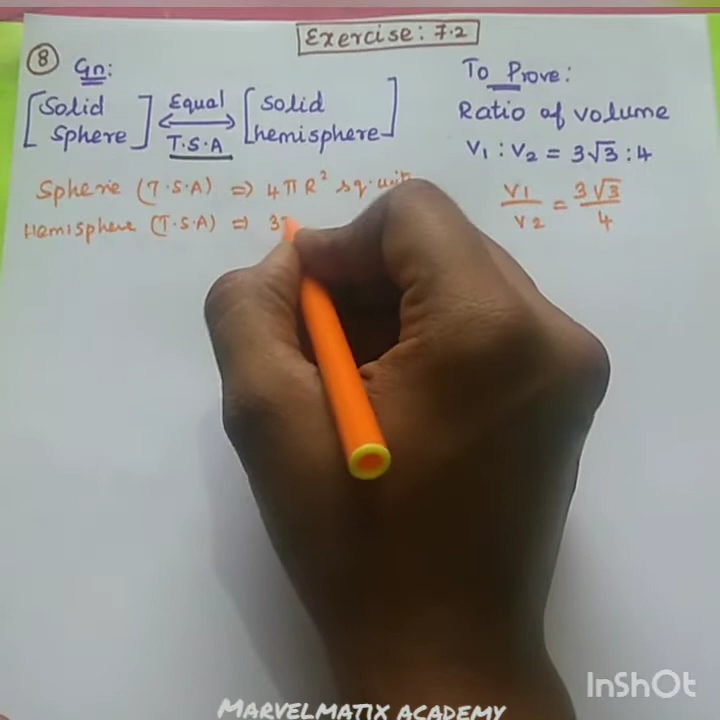 Exercise: 7.2
8 Gn:
[Solid Sphere] Equal T.S.A [Solid hemisphere]
To Prove:
Ratio of volume
V1 : V2 = 3√3 : 4
V1/V2 = 3√3/4
Sphere (T.S.A) => 4πR² sq.unit
Hemisphere (T.S.A) => 3
InShOt
MARVELMATIX ACADEMY